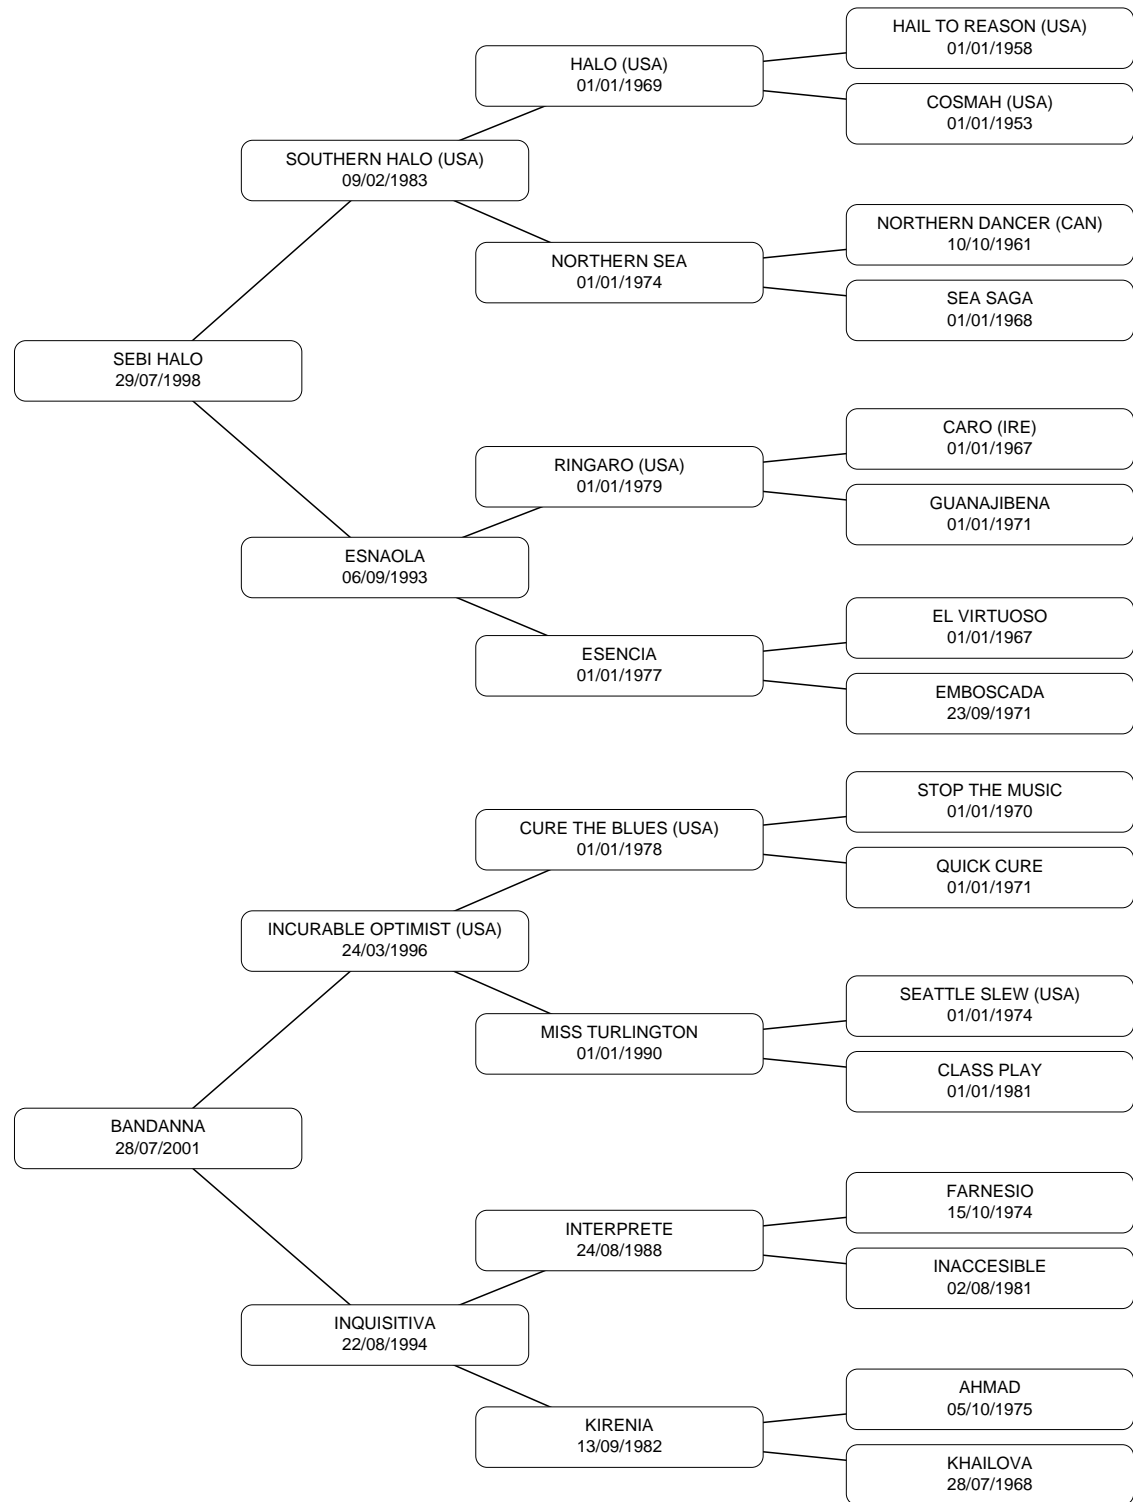 HAIL TO REASON (USA)
01/01/1958
HALO (USA)
01/01/1969
COSMAH (USA)
01/01/1953
SOUTHERN HALO (USA)
09/02/1983
NORTHERN DANCER (CAN)
10/10/1961
NORTHERN SEA
01/01/1974
SEA SAGA
01/01/1968
SEBI HALO
29/07/1998
CARO (IRE)
01/01/1967
RINGARO (USA)
01/01/1979
GUANAJIBENA
01/01/1971
ESNAOLA
06/09/1993
EL VIRTUOSO
01/01/1967
ESENCIA
01/01/1977
EMBOSCADA
23/09/1971
STOP THE MUSIC
01/01/1970
CURE THE BLUES (USA)
01/01/1978
QUICK CURE
01/01/1971
INCURABLE OPTIMIST (USA)
24/03/1996
SEATTLE SLEW (USA)
01/01/1974
MISS TURLINGTON
01/01/1990
CLASS PLAY
01/01/1981
BANDANNA
28/07/2001
FARNESIO
15/10/1974
INTERPRETE
24/08/1988
INACCESIBLE
02/08/1981
INQUISITIVA
22/08/1994
AHMAD
05/10/1975
KIRENIA
13/09/1982
KHAILOVA
28/07/1968